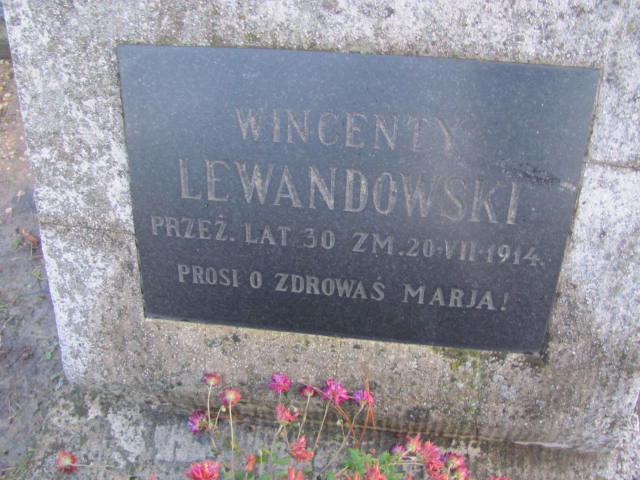 WINCENTY
LEWANDOWSKI
PRZEŻ. LAT 30 ZM. 20·VII·1914.
PROSI O ZDROWAŚ MARJA!